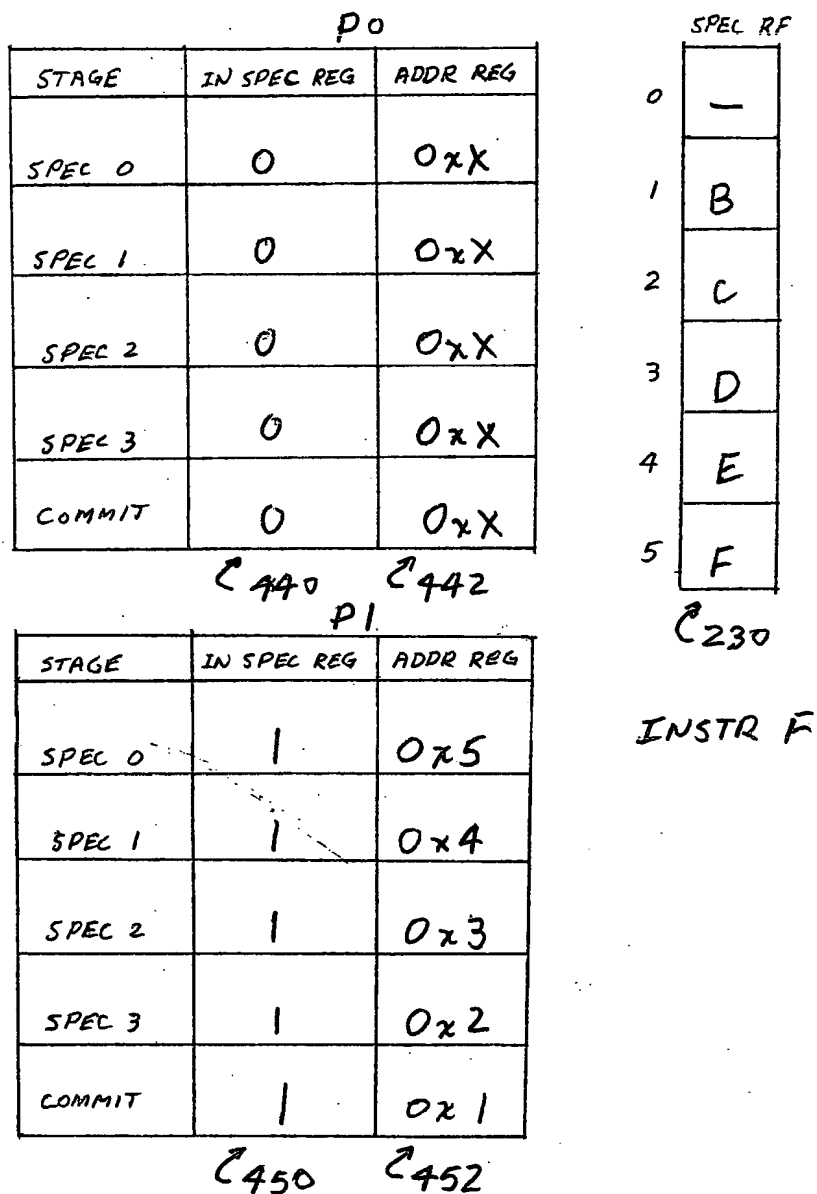 P0
STAGE IN SPEC REG ADDR REG
SPEC 0 0 0xX
SPEC 1 0 0xX
SPEC 2 0 0xX
SPEC 3 0 0xX
COMMIT 0 0xX
440 442
SPEC RF
0 —
1 B
2 C
3 D
4 E
5 F
230
INSTR F
P1
STAGE IN SPEC REG ADDR REG
SPEC 0 1 0x5
SPEC 1 1 0x4
SPEC 2 1 0x3
SPEC 3 1 0x2
COMMIT 1 0x1
450 452